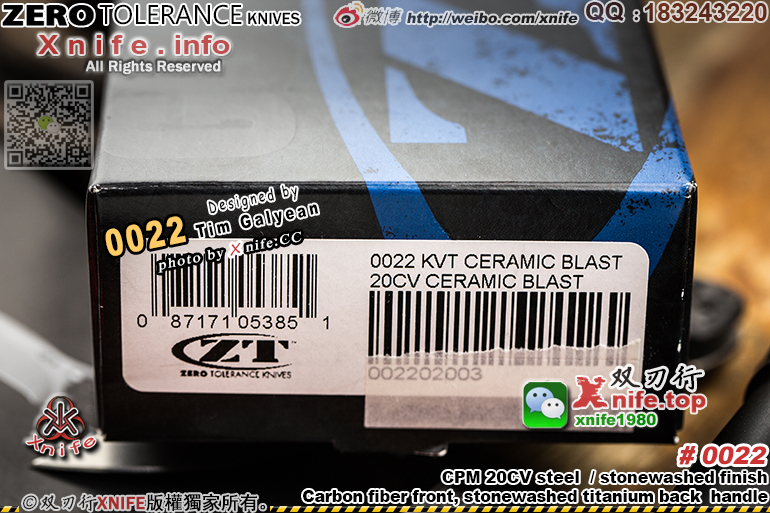 ZERO TOLERANCE KNIVES
微博 http://weibo.com/xnife
QQ :183243220
Xnife.info
All Rights Reserved
0022
Designed by
Tim Galyean
photo by Xnife.CC
0022 KVT CERAMIC BLAST
20CV CERAMIC BLAST
0 87171 05385 1
ZT
ZERO TOLERANCE KNIVES
002202003
双刃行
Xnife.top
xnife1980
Xnife
# 0022
CPM 20CV steel / stonewashed finish
Carbon fiber front, stonewashed titanium back handle
©双刃行XNIFE版權獨家所有。